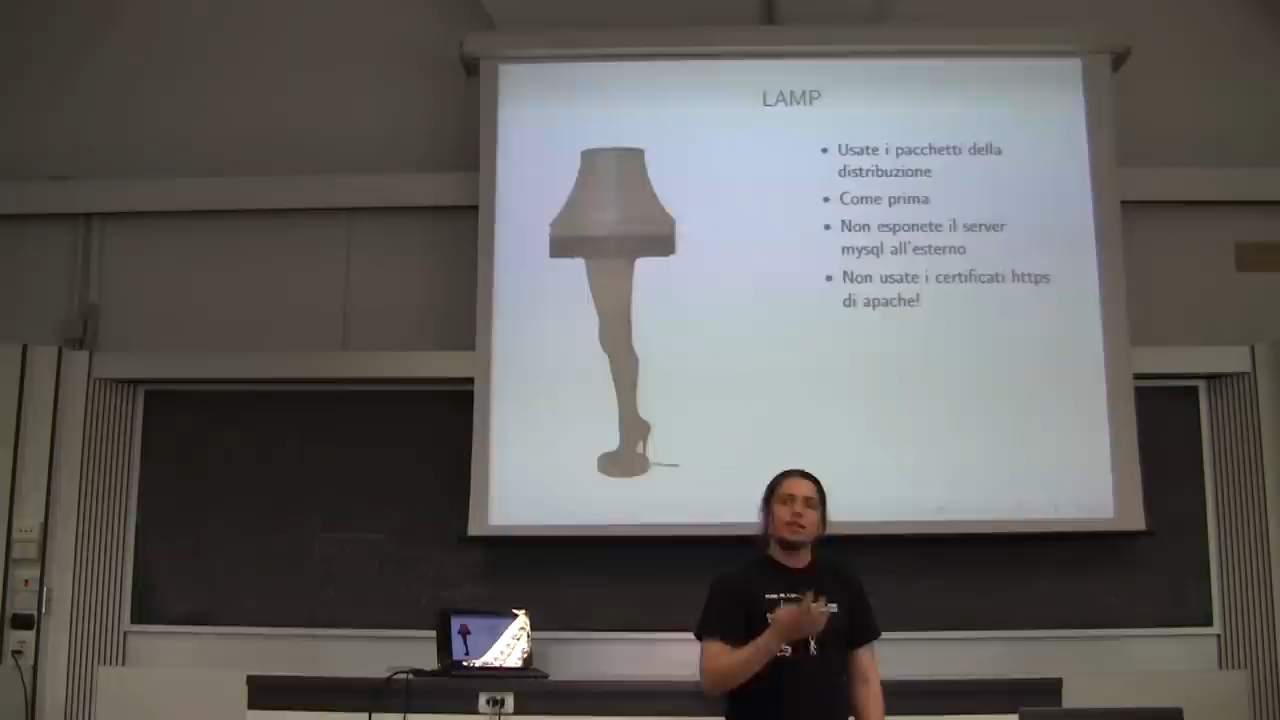 LAMP
• Usate i pacchetti della
distribuzione
• Come prima
• Non esponete il server
mysql all'esterno
• Non usate i certificati https
di apache!